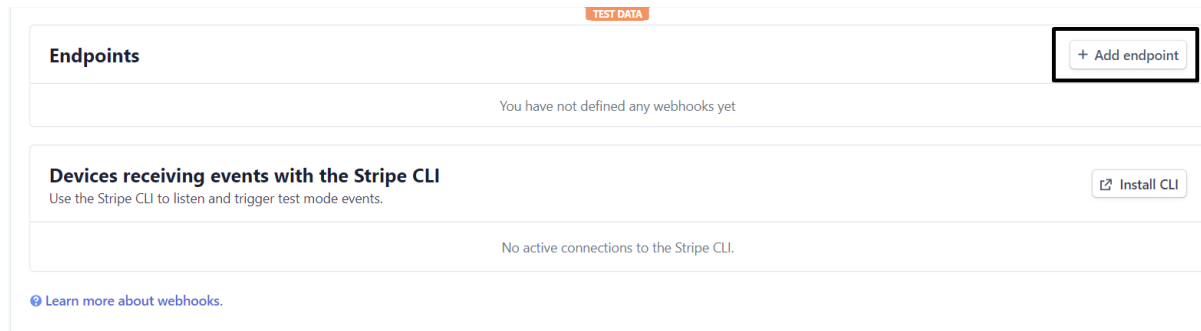 TEST DATA
Endpoints
+ Add endpoint
You have not defined any webhooks yet
Devices receiving events with the Stripe CLI
Use the Stripe CLI to listen and trigger test mode events.
Install CLI
No active connections to the Stripe CLI.
Learn more about webhooks.